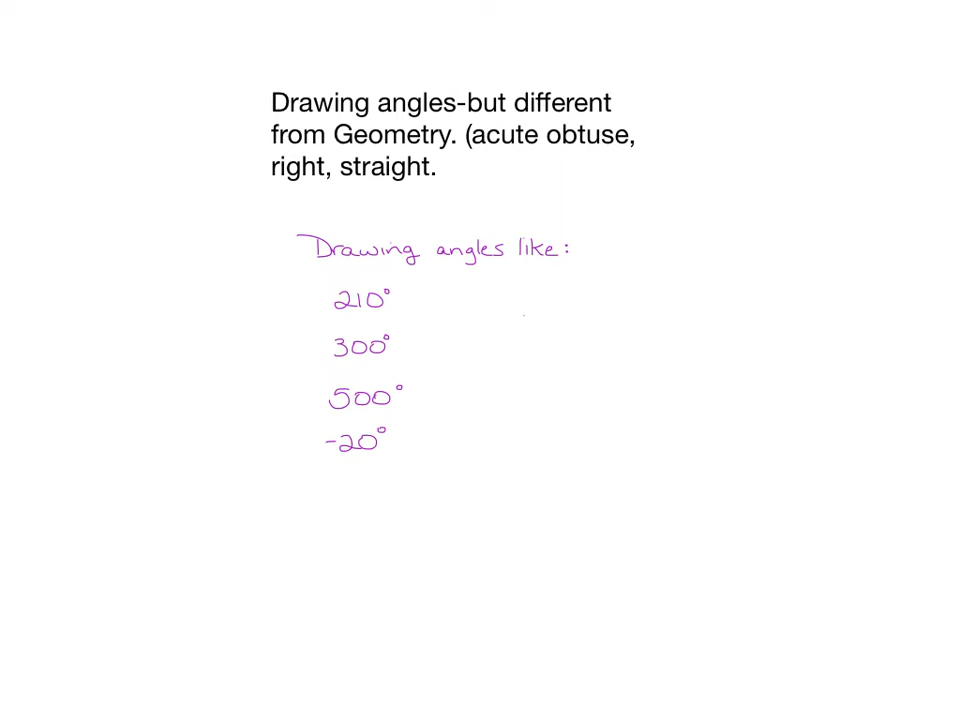 Drawing angles-but different
from Geometry. (acute obtuse,
right, straight.
Drawing angles like:
210°
300°
500°
-20°